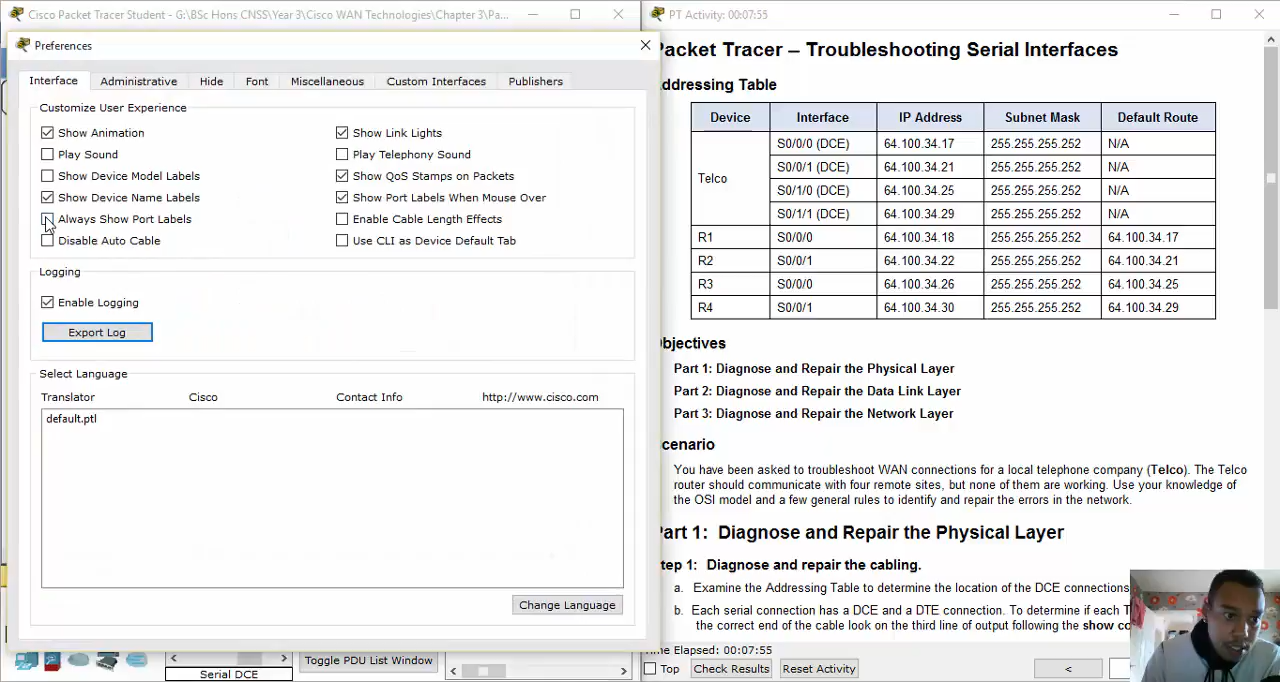 Cisco Packet Tracer Student - G:\BSc Hons CNSS\Year 3\Cisco WAN Technologies\Chapter 3\Pa...
Preferences
Interface Administrative Hide Font Miscellaneous Custom Interfaces Publishers
Customize User Experience
Show Animation Show Link Lights
Play Sound Play Telephony Sound
Show Device Model Labels Show QoS Stamps on Packets
Show Device Name Labels Show Port Labels When Mouse Over
Always Show Port Labels Enable Cable Length Effects
Disable Auto Cable Use CLI as Device Default Tab
Logging
Enable Logging
Export Log
Select Language
Translator Cisco Contact Info http://www.cisco.com
default.ptl
Change Language
Toggle PDU List Window
Serial DCE
PT Activity: 00:07:55
Packet Tracer – Troubleshooting Serial Interfaces
ddressing Table
Device Interface IP Address Subnet Mask Default Route
Telco S0/0/0 (DCE) 64.100.34.17 255.255.255.252 N/A
S0/0/1 (DCE) 64.100.34.21 255.255.255.252 N/A
S0/1/0 (DCE) 64.100.34.25 255.255.255.252 N/A
S0/1/1 (DCE) 64.100.34.29 255.255.255.252 N/A
R1 S0/0/0 64.100.34.18 255.255.255.252 64.100.34.17
R2 S0/0/1 64.100.34.22 255.255.255.252 64.100.34.21
R3 S0/0/0 64.100.34.26 255.255.255.252 64.100.34.25
R4 S0/0/1 64.100.34.30 255.255.255.252 64.100.34.29
bjectives
Part 1: Diagnose and Repair the Physical Layer
Part 2: Diagnose and Repair the Data Link Layer
Part 3: Diagnose and Repair the Network Layer
cenario
You have been asked to troubleshoot WAN connections for a local telephone company (Telco). The Telco
router should communicate with four remote sites, but none of them are working. Use your knowledge of
the OSI model and a few general rules to identify and repair the errors in the network.
Part 1: Diagnose and Repair the Physical Layer
tep 1: Diagnose and repair the cabling.
a. Examine the Addressing Table to determine the location of the DCE connections
b. Each serial connection has a DCE and a DTE connection. To determine if each T
the correct end of the cable look on the third line of output following the show co
Time Elapsed: 00:07:55
Top Check Results Reset Activity <